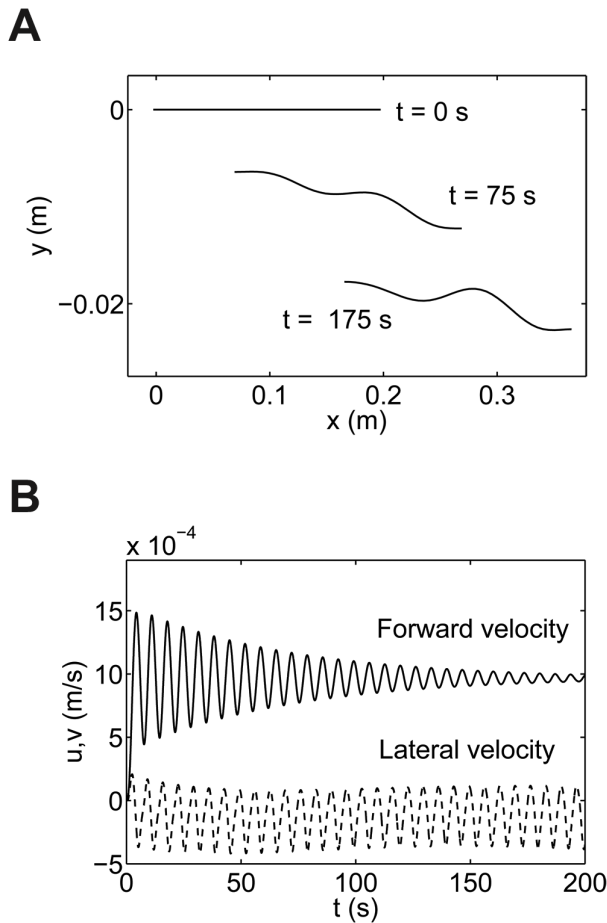 A
0
t = 0 s
t = 75 s
y (m)
−0.02
t = 175 s
0
0.1
0.2
0.3
x (m)
B
x 10−4
15
Forward velocity
10
u,v (m/s)
5
Lateral velocity
0
−5
0
50
100
150
200
t (s)